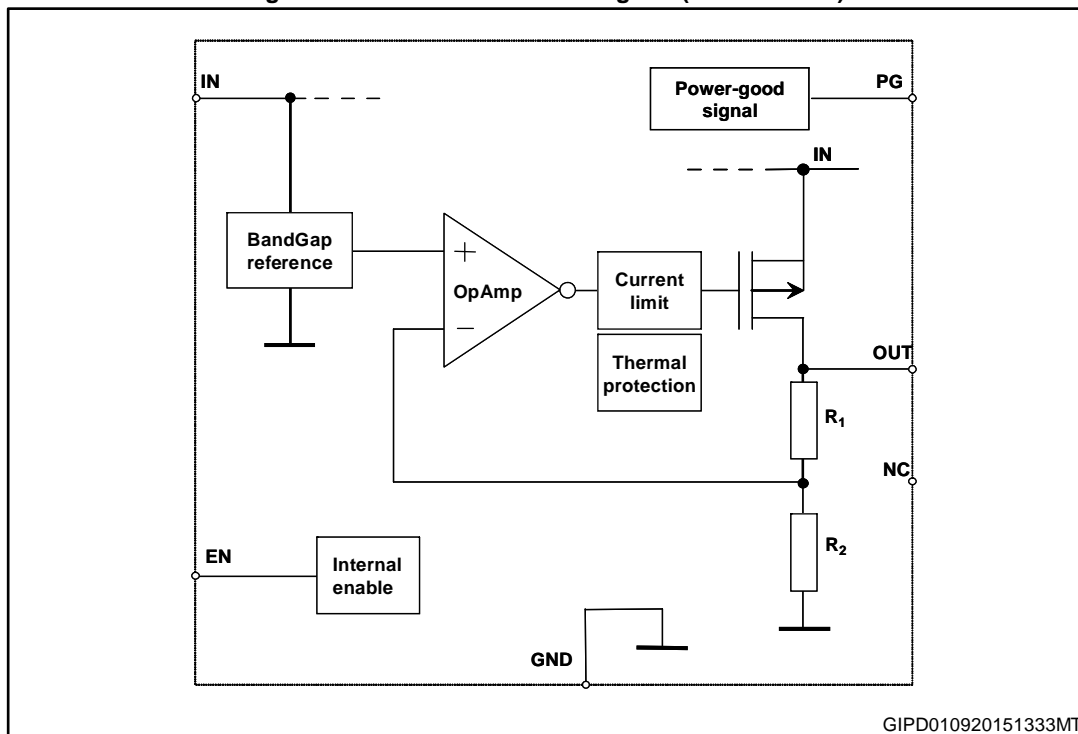 IN
Power-good
signal
PG
IN
BandGap
reference
+
OpAmp
−
Current
limit
Thermal
protection
OUT
R₁
NC
R₂
EN
Internal
enable
GND
GIPD010920151333MT